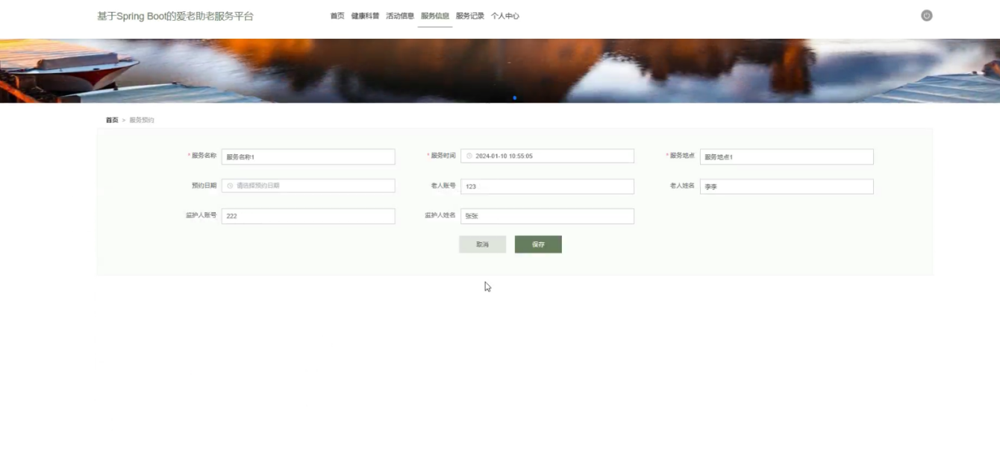 基于Spring Boot的爱老助老服务平台
首页 健康科普 活动信息 服务信息 服务记录 个人中心
首页 > 服务预约
*服务名称 服务名称1 *服务时间 2024-01-10 10:55:05 *服务地点 服务地点1
预约日期 请选择预约日期 老人账号 123 老人姓名 李李
监护人账号 222 监护人姓名 张张
取消 保存